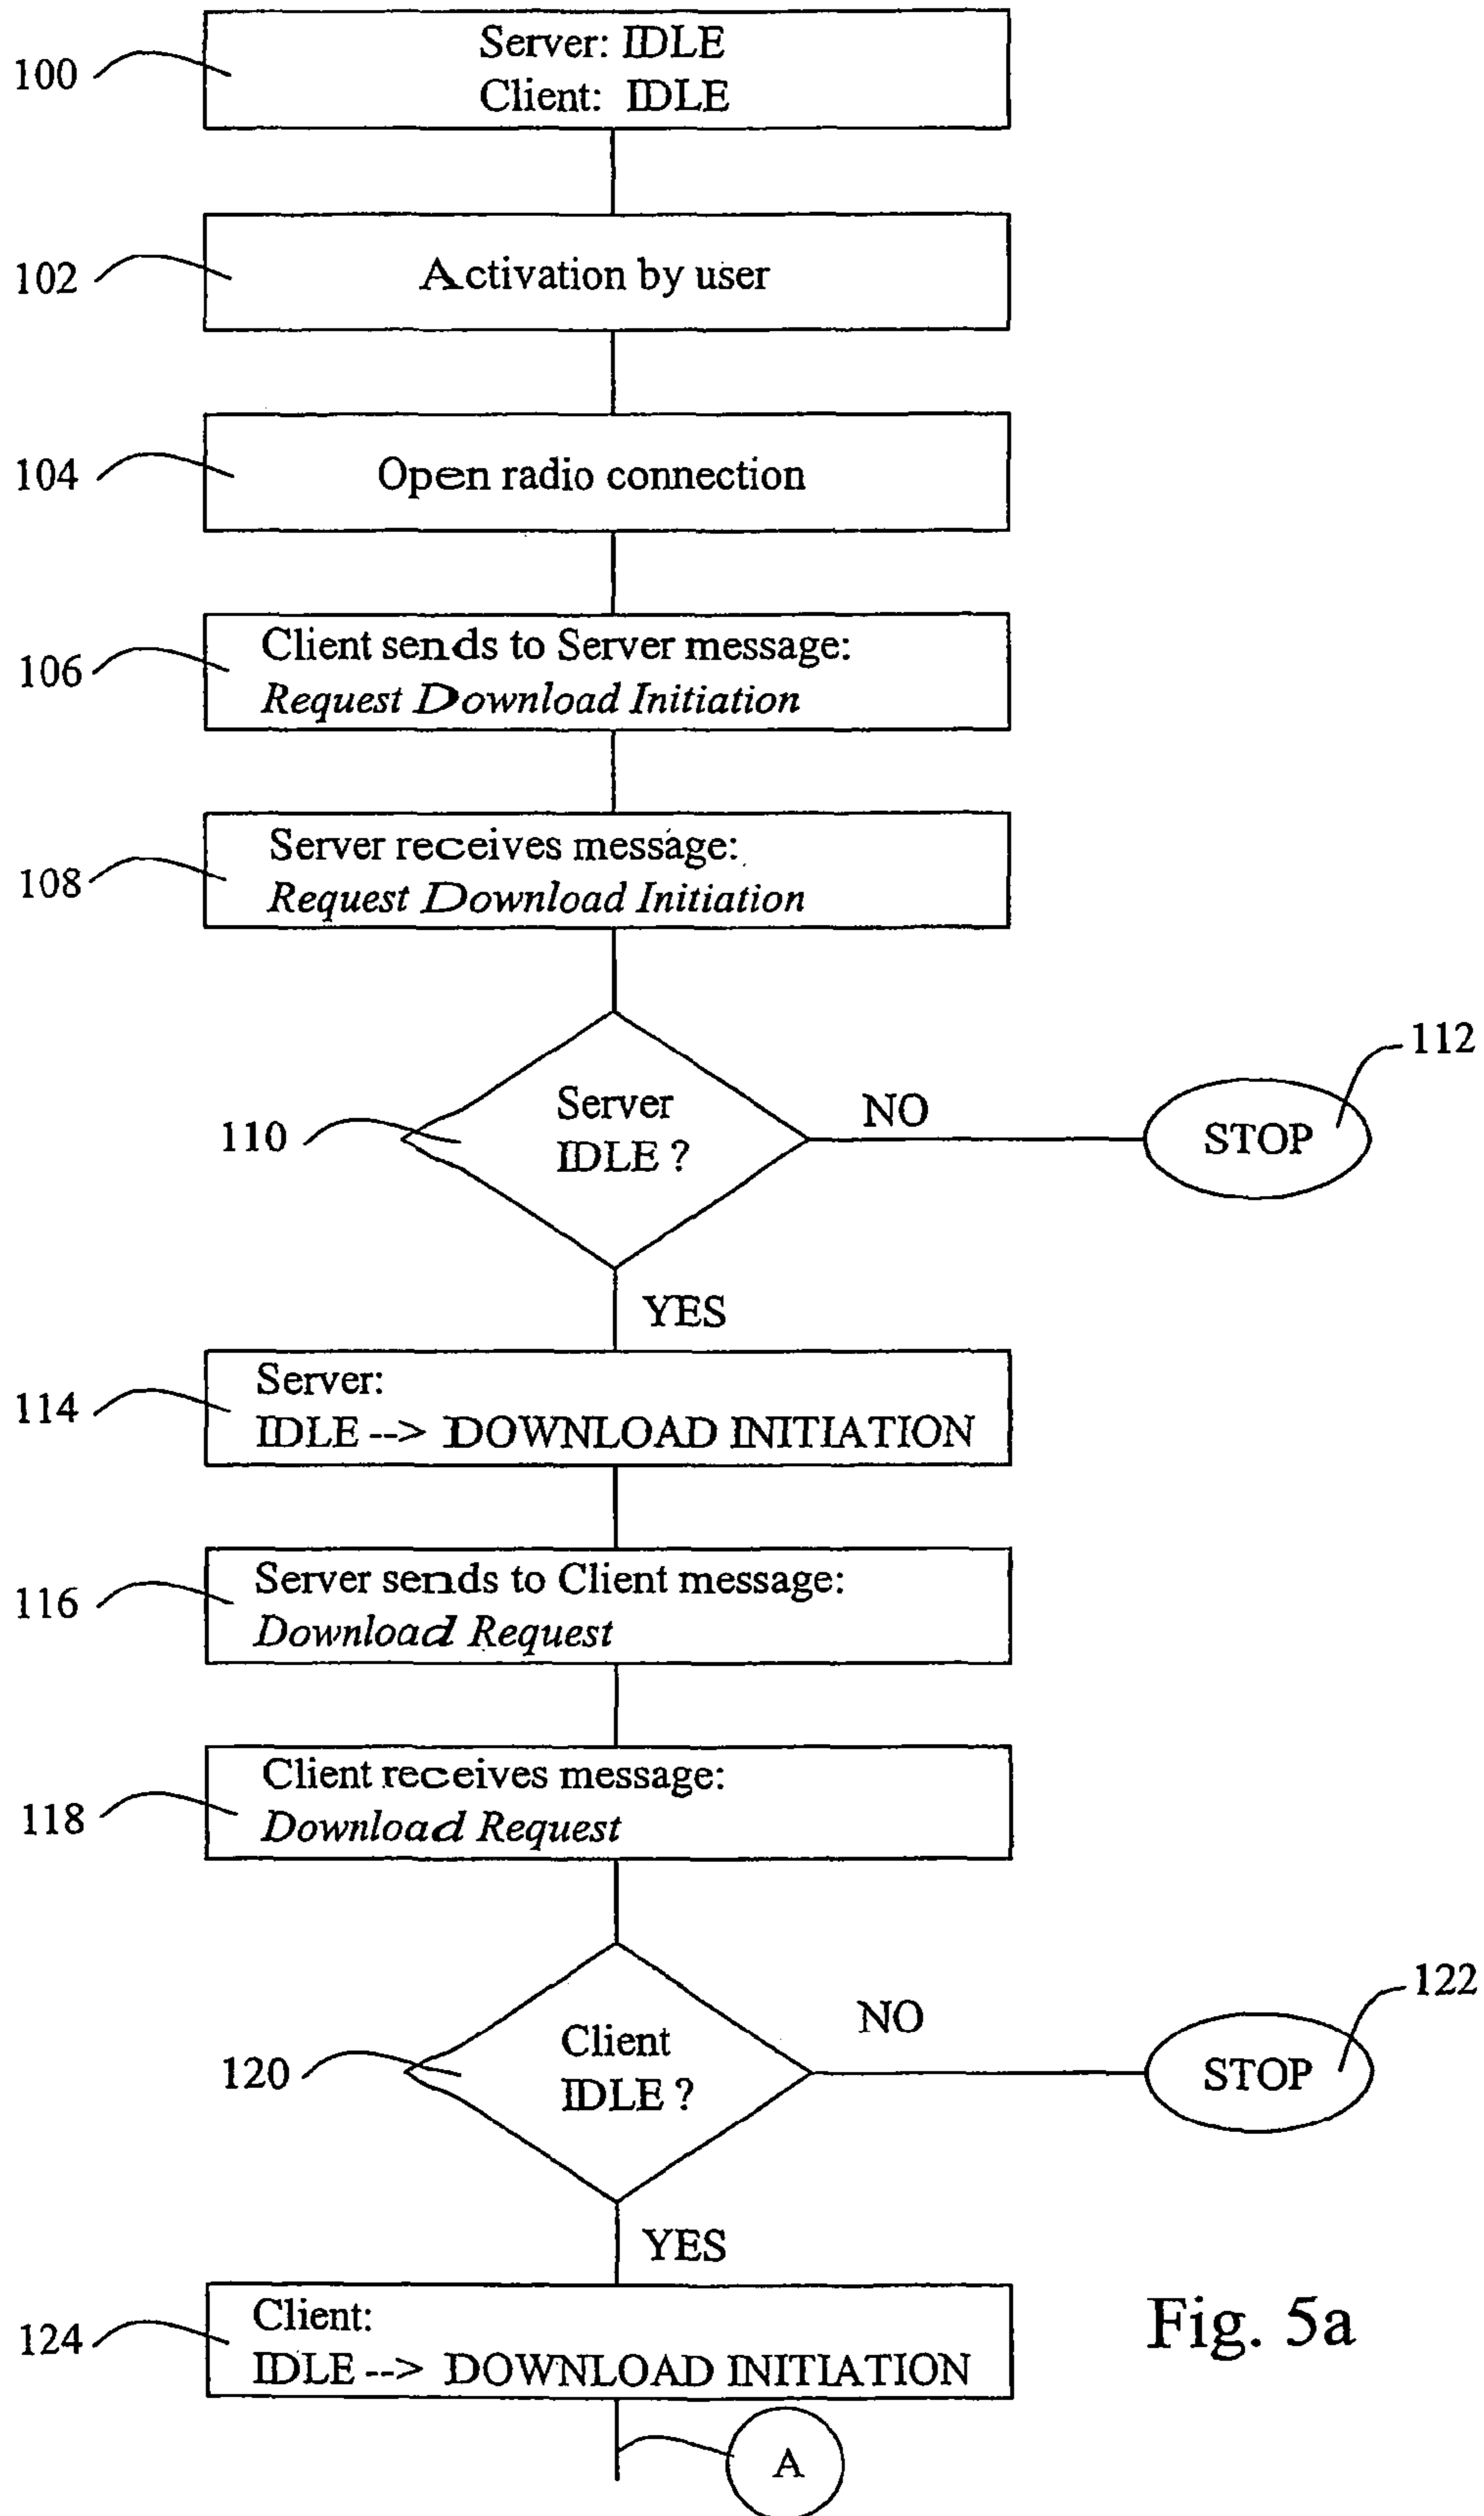 100
Server: IDLE
Client: IDLE
102
Activation by user
104
Open radio connection
106
Client sends to Server message:
Request Download Initiation
108
Server receives message:
Request Download Initiation
112
110
Server
IDLE ?
NO
STOP
YES
114
Server:
IDLE --> DOWNLOAD INITIATION
116
Server sends to Client message:
Download Request
118
Client receives message:
Download Request
122
120
Client
IDLE ?
NO
STOP
YES
124
Client:
IDLE --> DOWNLOAD INITIATION
Fig. 5a
A